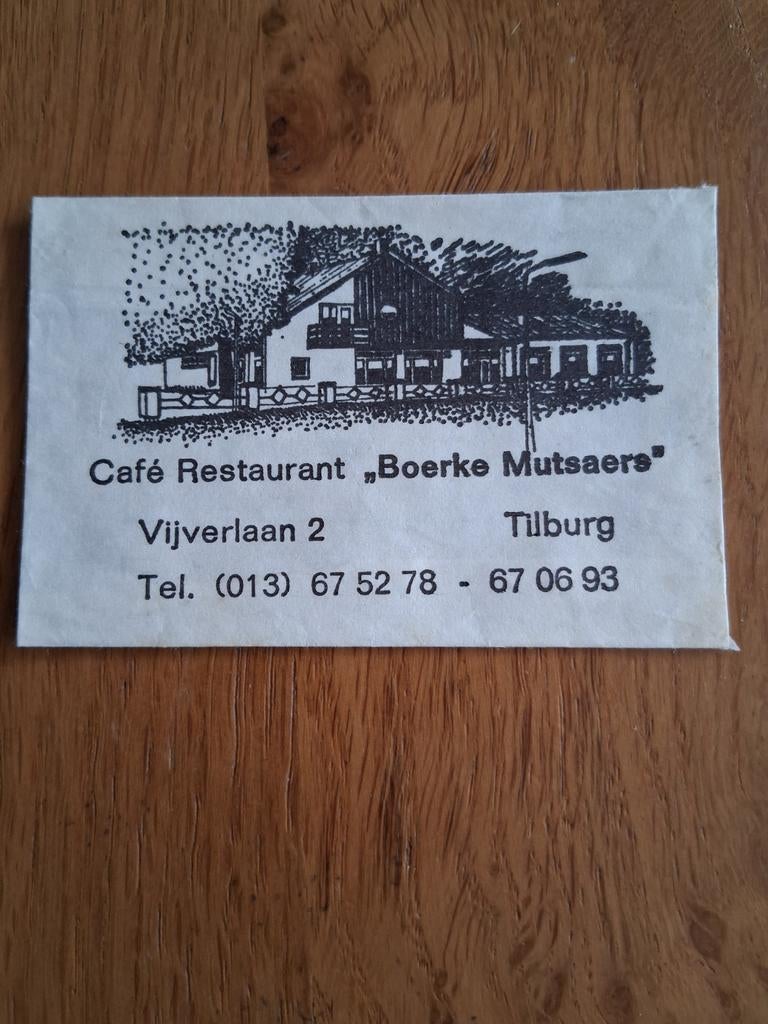 Café Restaurant „Boerke Mutsaers"
Vijverlaan 2 Tilburg
Tel. (013) 67 52 78 - 67 06 93